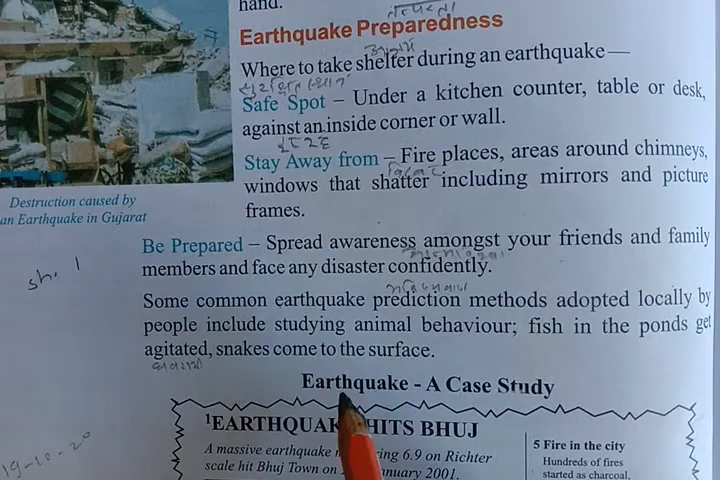 hand.
Earthquake Preparedness
Where to take shelter during an earthquake—
Safe Spot – Under a kitchen counter, table or desk,
against an inside corner or wall.
Stay Away from – Fire places, areas around chimneys,
windows that shatter including mirrors and picture
frames.
Destruction caused by
an Earthquake in Gujarat
Be Prepared – Spread awareness amongst your friends and family
members and face any disaster confidently.
sh. 1
Some common earthquake prediction methods adopted locally by
people include studying animal behaviour; fish in the ponds get
agitated, snakes come to the surface.
Earthquake - A Case Study
¹EARTHQUAK HITS BHUJ
A massive earthquake ring 6.9 on Richter
scale hit Bhuj Town on anuary 2001.
5 Fire in the city
Hundreds of fires
started as charcoal,
19-10-20